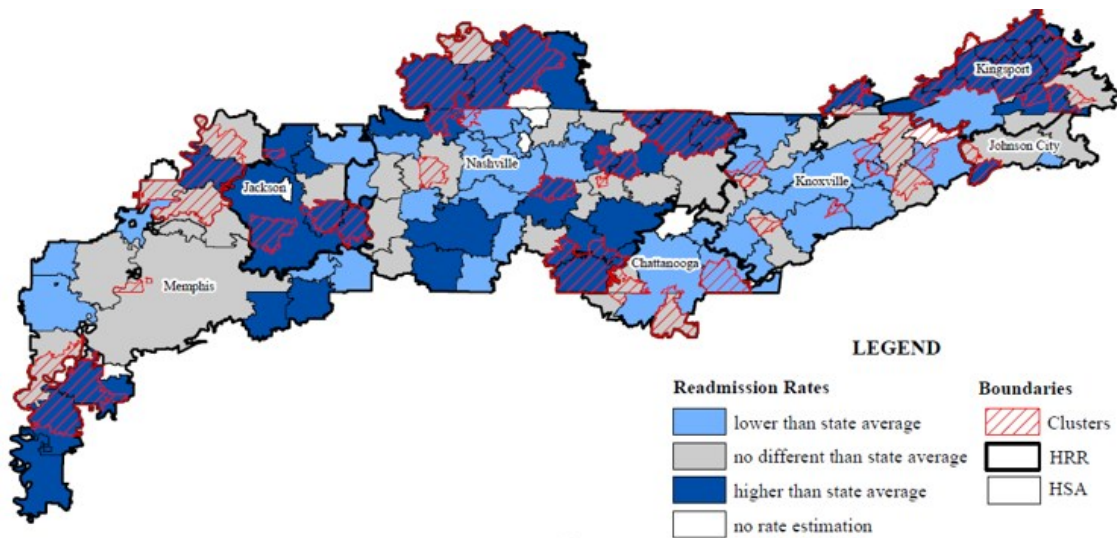 Kingsport
Johnson City
Nashville
Knoxville
Jackson
Chattanooga
Memphis
LEGEND
Readmission Rates
lower than state average
no different than state average
higher than state average
no rate estimation
Boundaries
Clusters
HRR
HSA